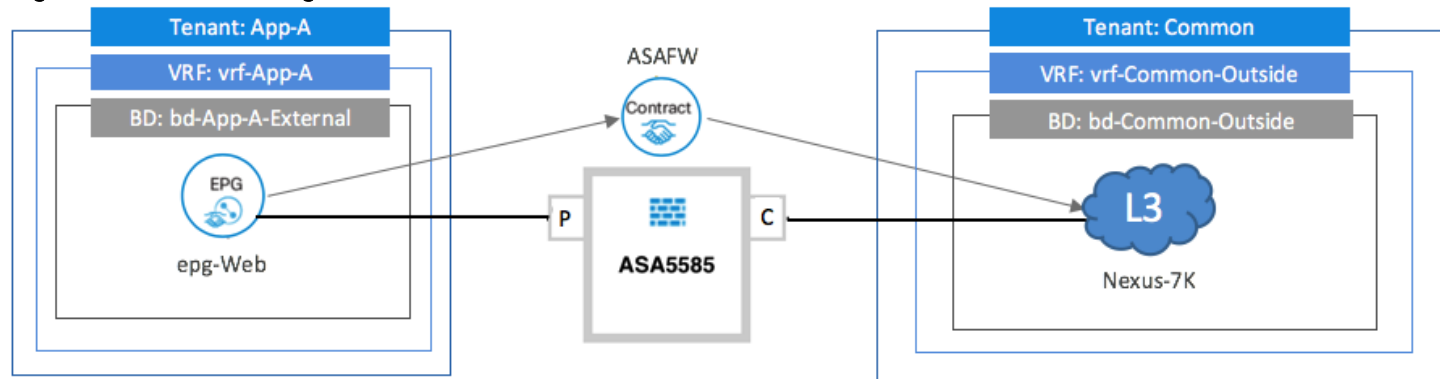 Tenant: App-A
VRF: vrf-App-A
BD: bd-App-A-External
EPG
epg-Web
ASAFW
Contract
P
C
ASA5585
Tenant: Common
VRF: vrf-Common-Outside
BD: bd-Common-Outside
L3
Nexus-7K